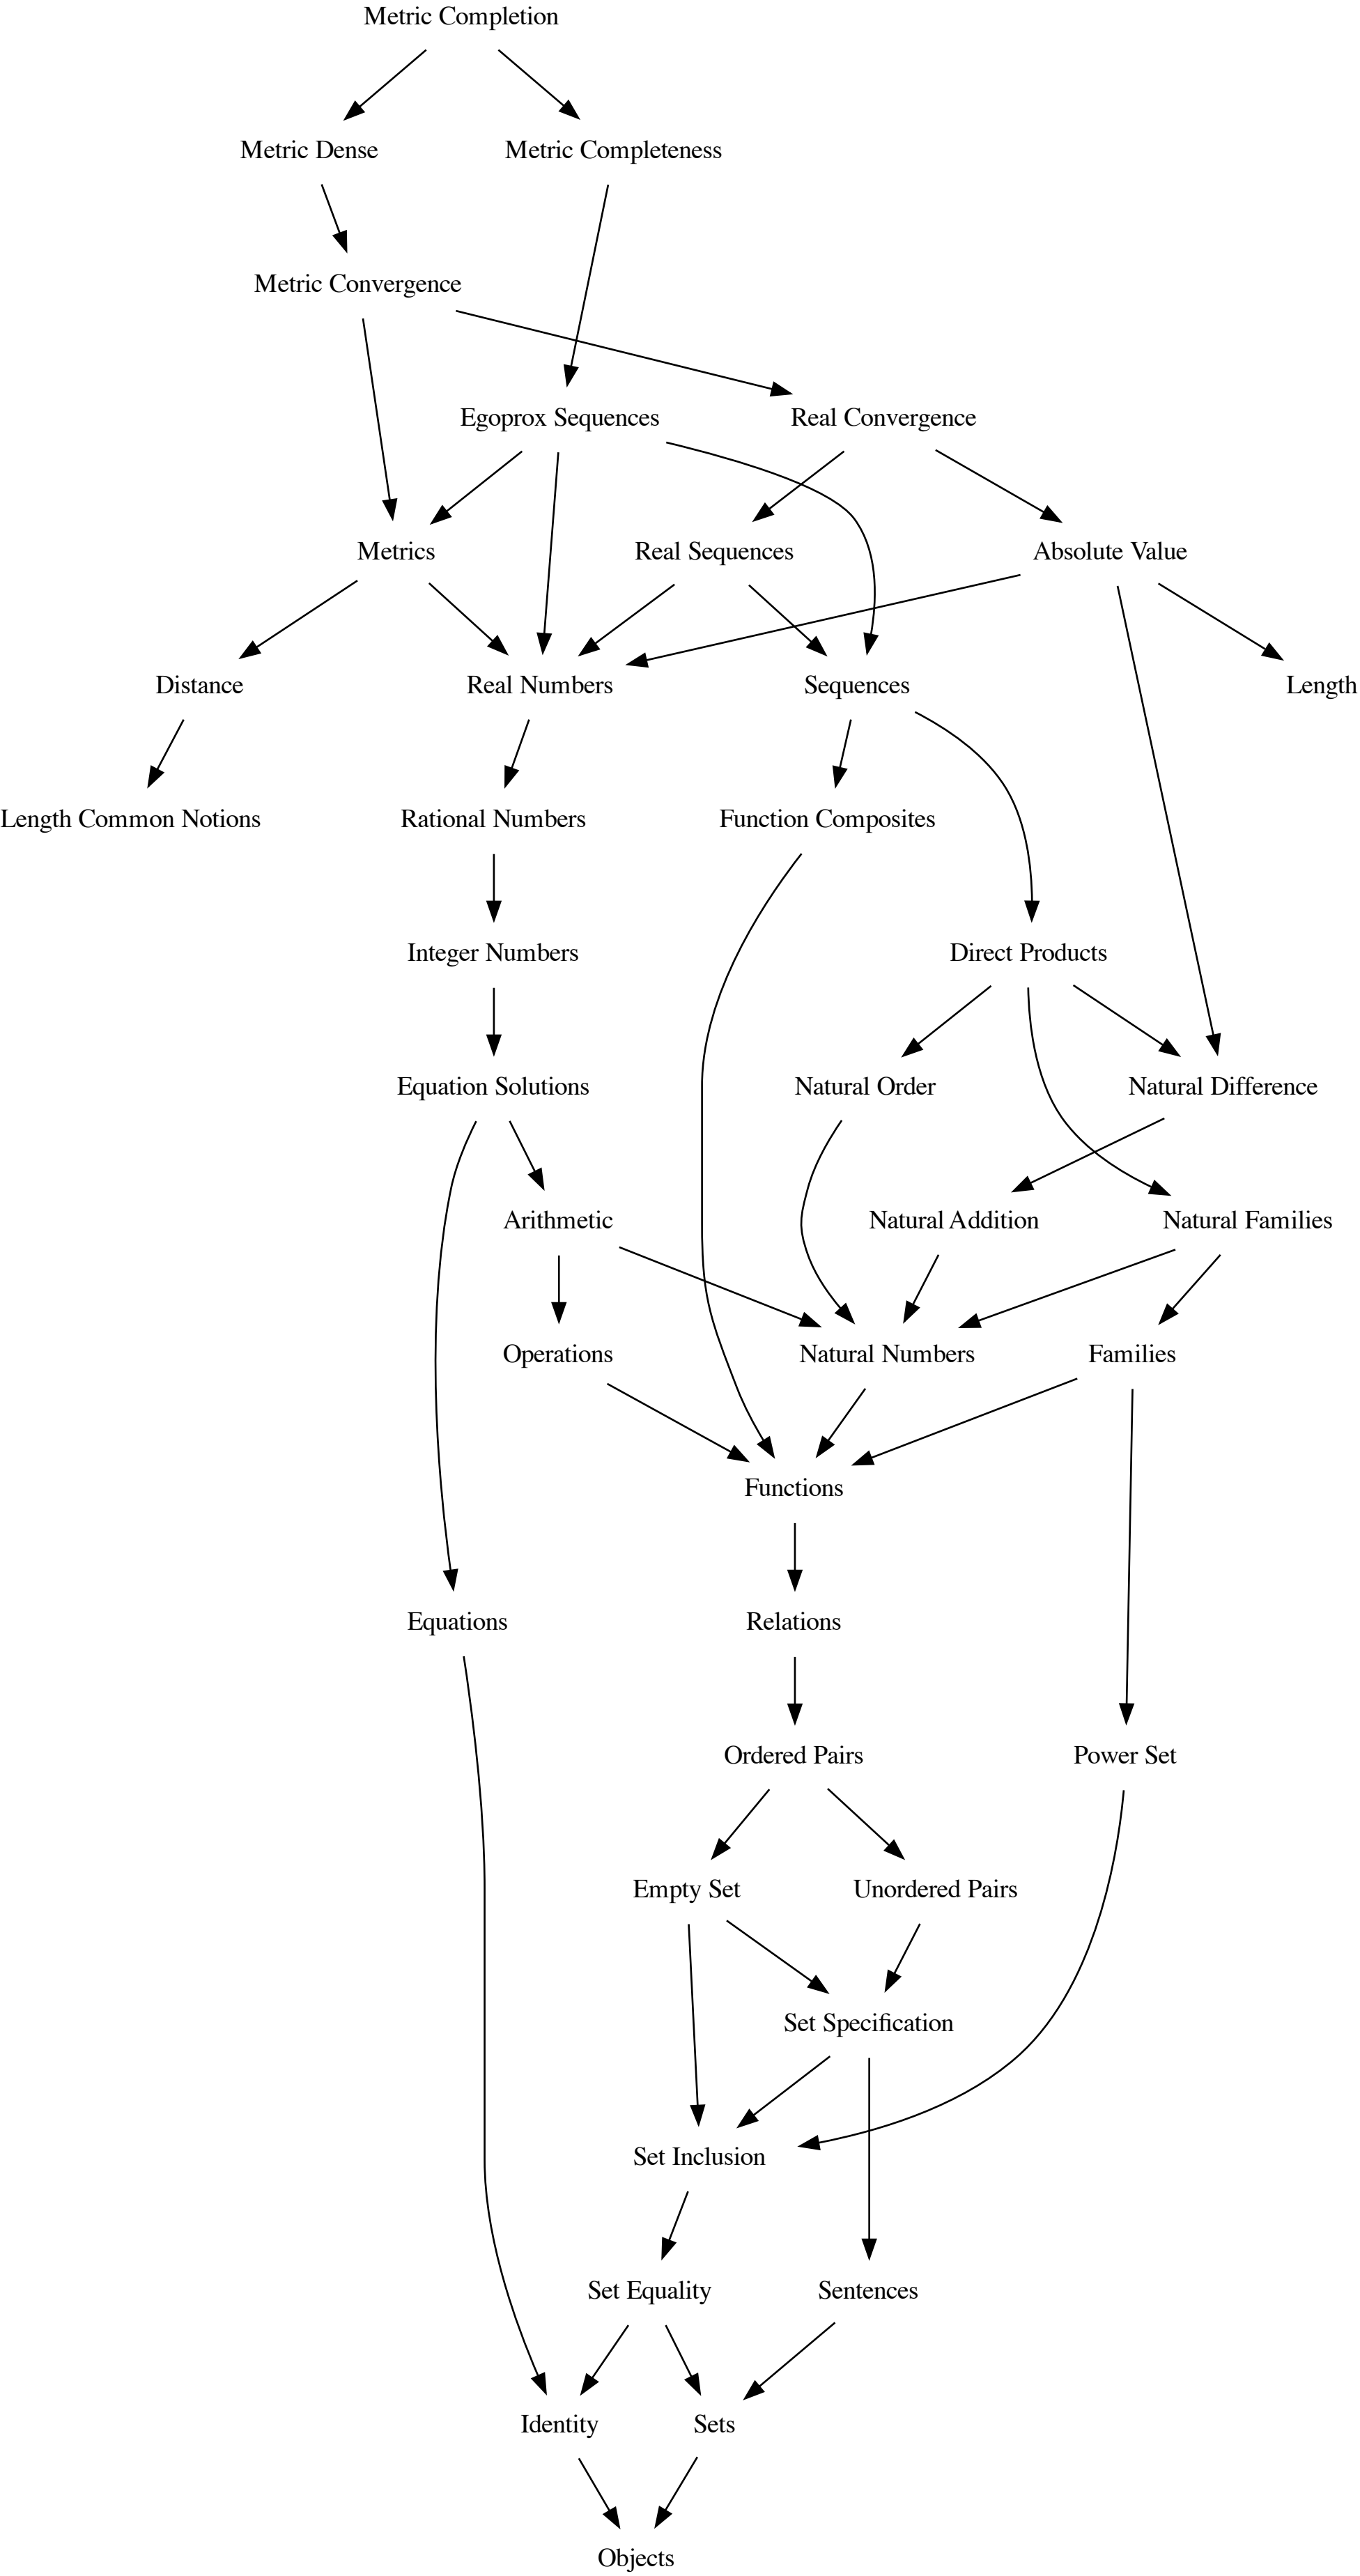 Metric Completion
Metric Dense
Metric Completeness
Metric Convergence
Egoprox Sequences
Real Convergence
Metrics
Real Sequences
Absolute Value
Distance
Real Numbers
Sequences
Length
Length Common Notions
Rational Numbers
Function Composites
Integer Numbers
Direct Products
Equation Solutions
Natural Order
Natural Difference
Arithmetic
Natural Addition
Natural Families
Operations
Natural Numbers
Families
Functions
Equations
Relations
Ordered Pairs
Power Set
Empty Set
Unordered Pairs
Set Specification
Set Inclusion
Set Equality
Sentences
Identity
Sets
Objects